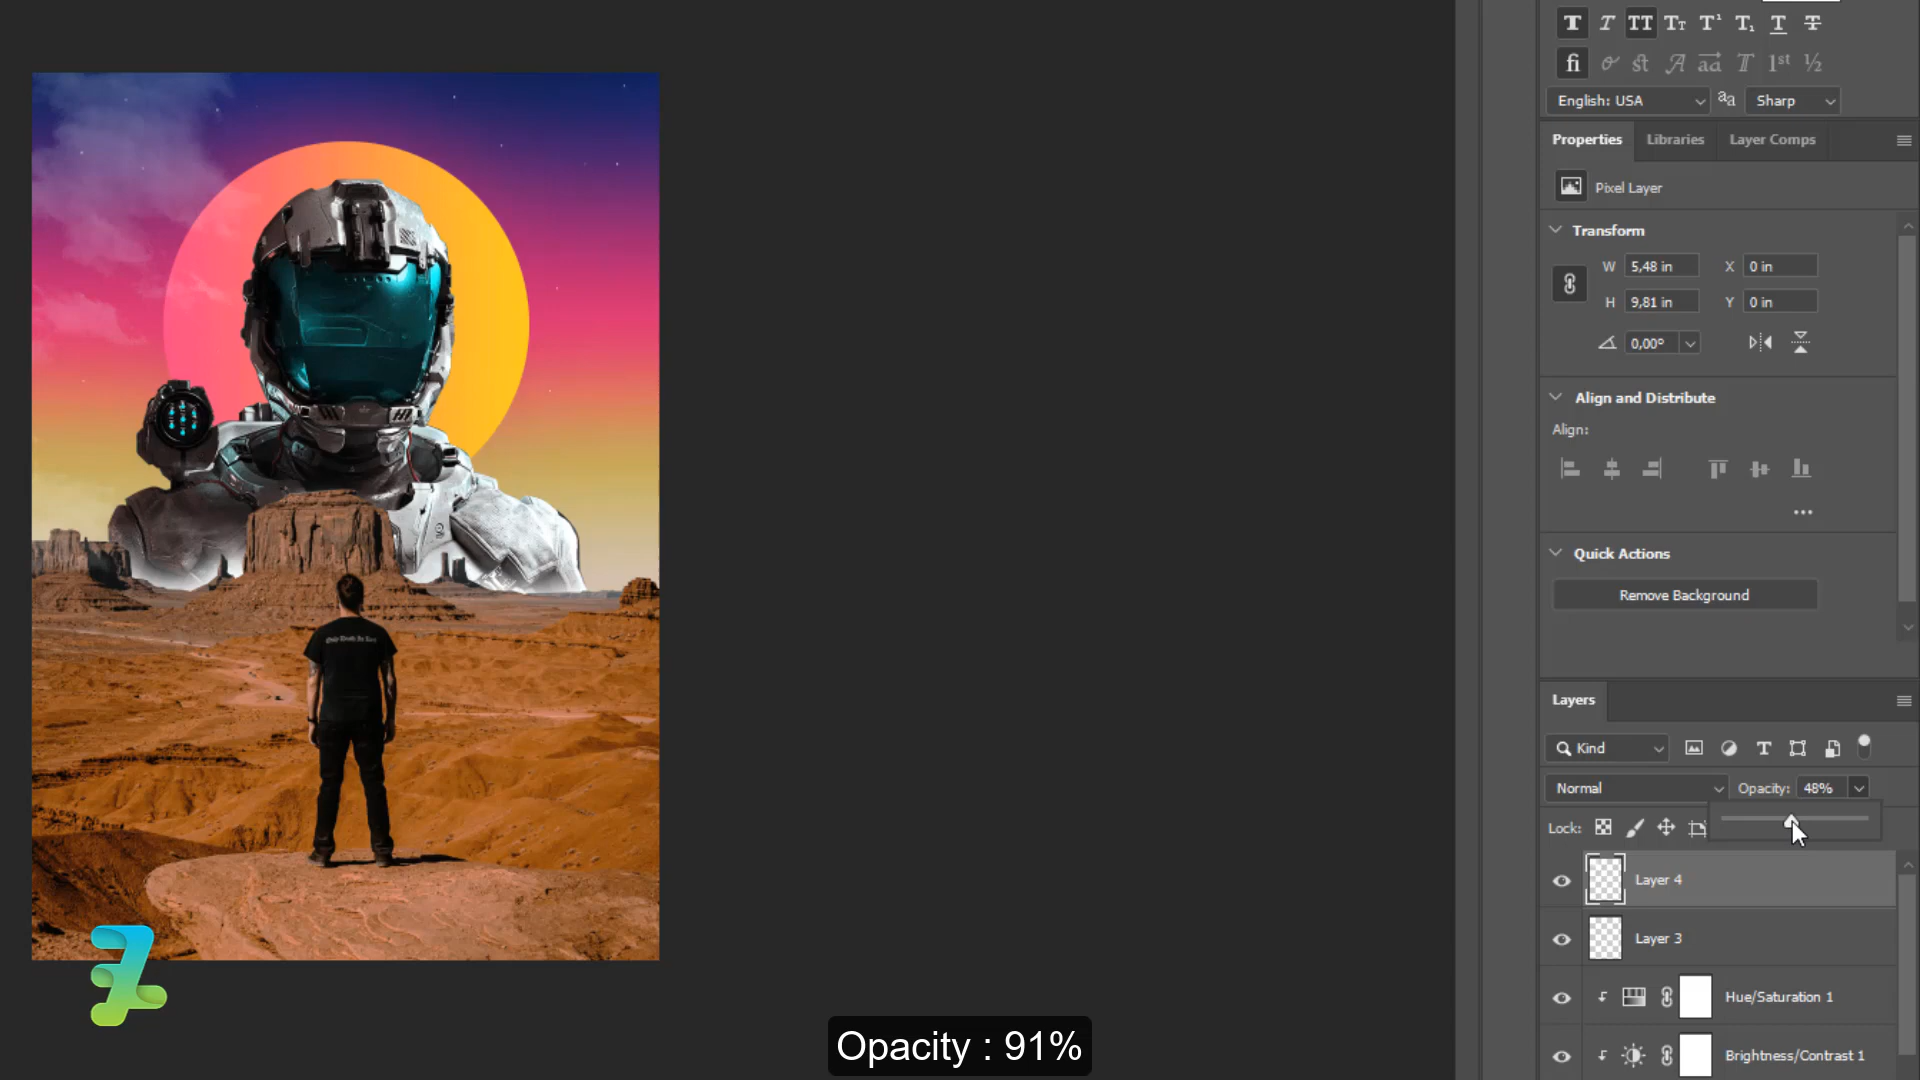 English: USA
Sharp
Properties
Libraries
Layer Comps
Pixel Layer
Transform
W 5,48 in X 0 in
H 9,81 in Y 0 in
0,00°
Align and Distribute
Align:
Quick Actions
Remove Background
Layers
Kind
Normal
Opacity: 48%
Lock:
Layer 4
Layer 3
Hue/Saturation 1
Brightness/Contrast 1
Opacity : 91%